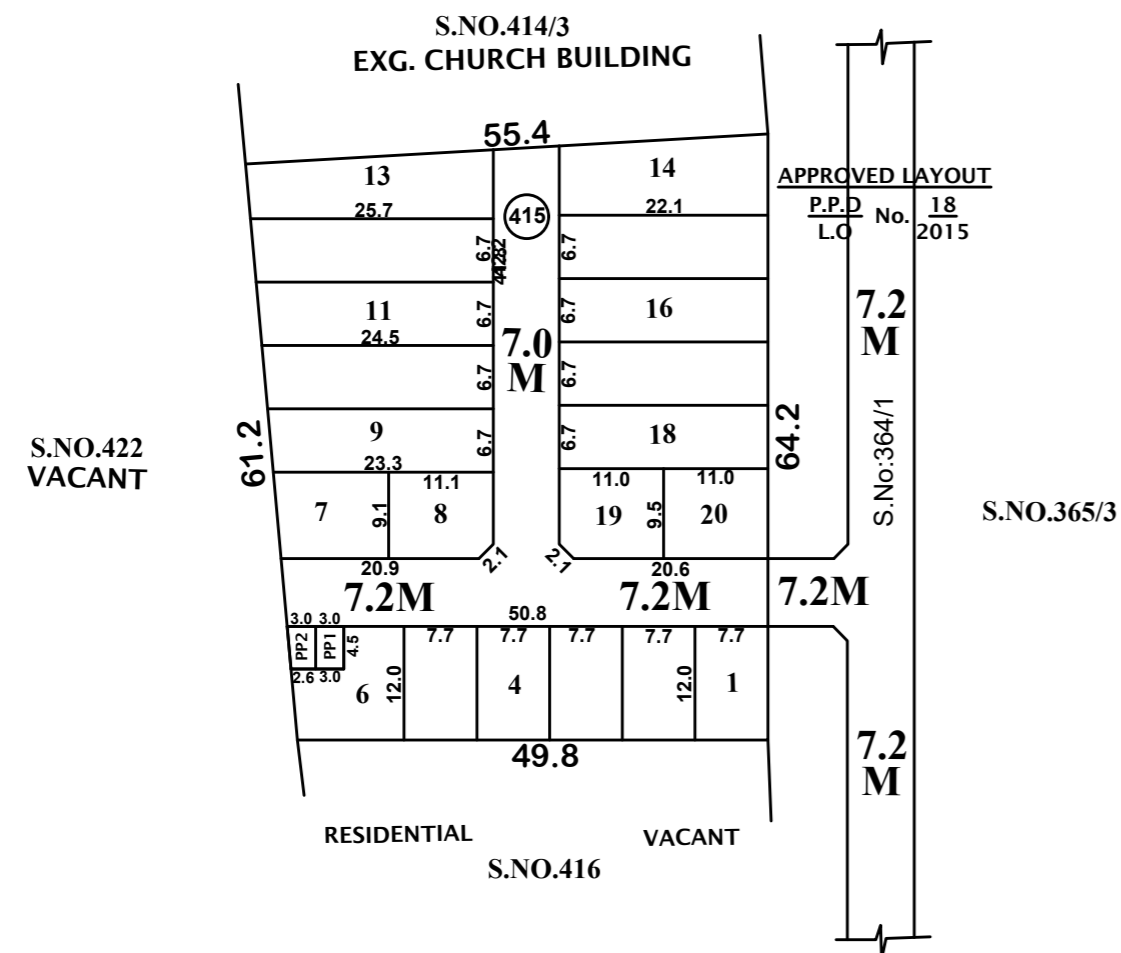 S.NO.414/3
EXG. CHURCH BUILDING
55.4
13
14
APPROVED LAYOUT
25.7
415
22.1
P.P.D No. 18
L.O 2015
6.7
6.7
11
16
7.2
M
24.5
6.7
6.7
7.0
M
6.7
6.7
9
18
S.NO.422
VACANT
61.2
23.3
6.7
6.7
64.2
S.No:364/1
S.NO.365/3
7
9.1
11.1
8
11.0
19
9.5
11.0
20
20.9
2.1
2.1
20.6
7.2M
7.2M
7.2M
50.8
3.0
3.0
PP2
PP1
4.5
7.7
7.7
7.7
7.7
7.7
2.6
3.0
6
12.0
4
12.0
1
49.8
7.2
M
RESIDENTIAL
VACANT
S.NO.416